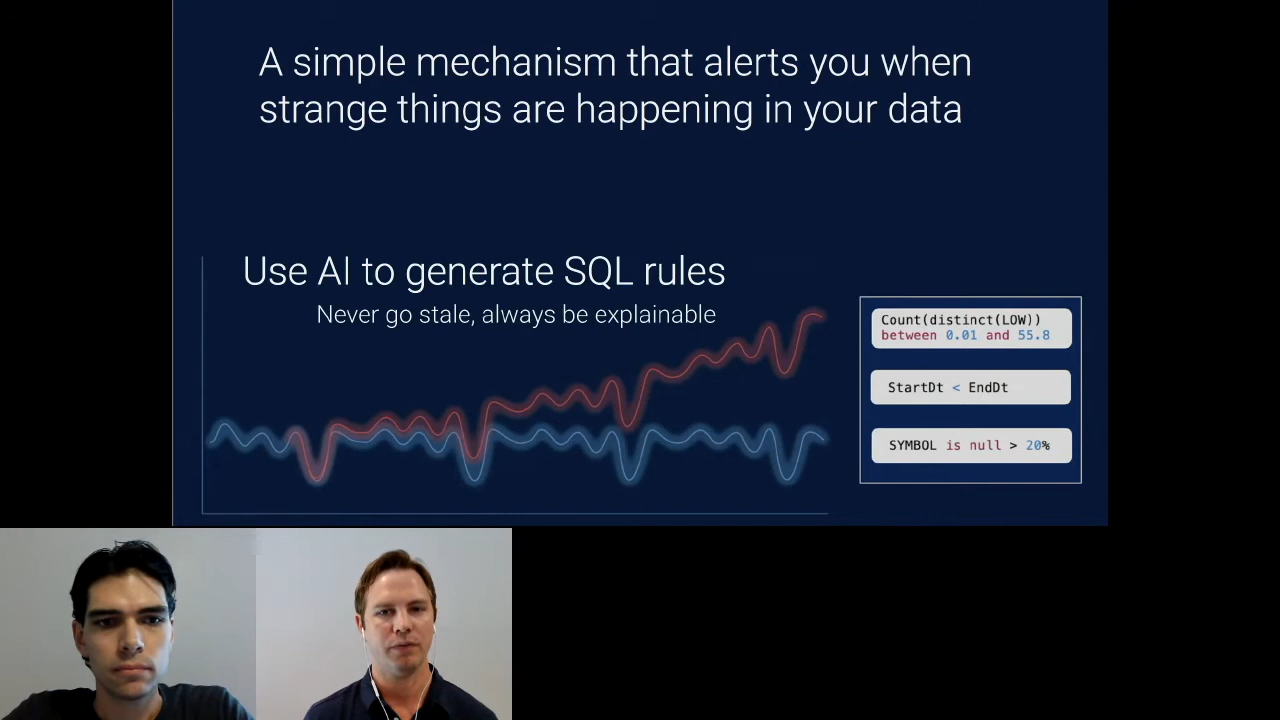 A simple mechanism that alerts you when
strange things are happening in your data
Use AI to generate SQL rules
Never go stale, always be explainable
Count(distinct(LOW))
between 0.01 and 55.8
StartDt < EndDt
SYMBOL is null > 20%